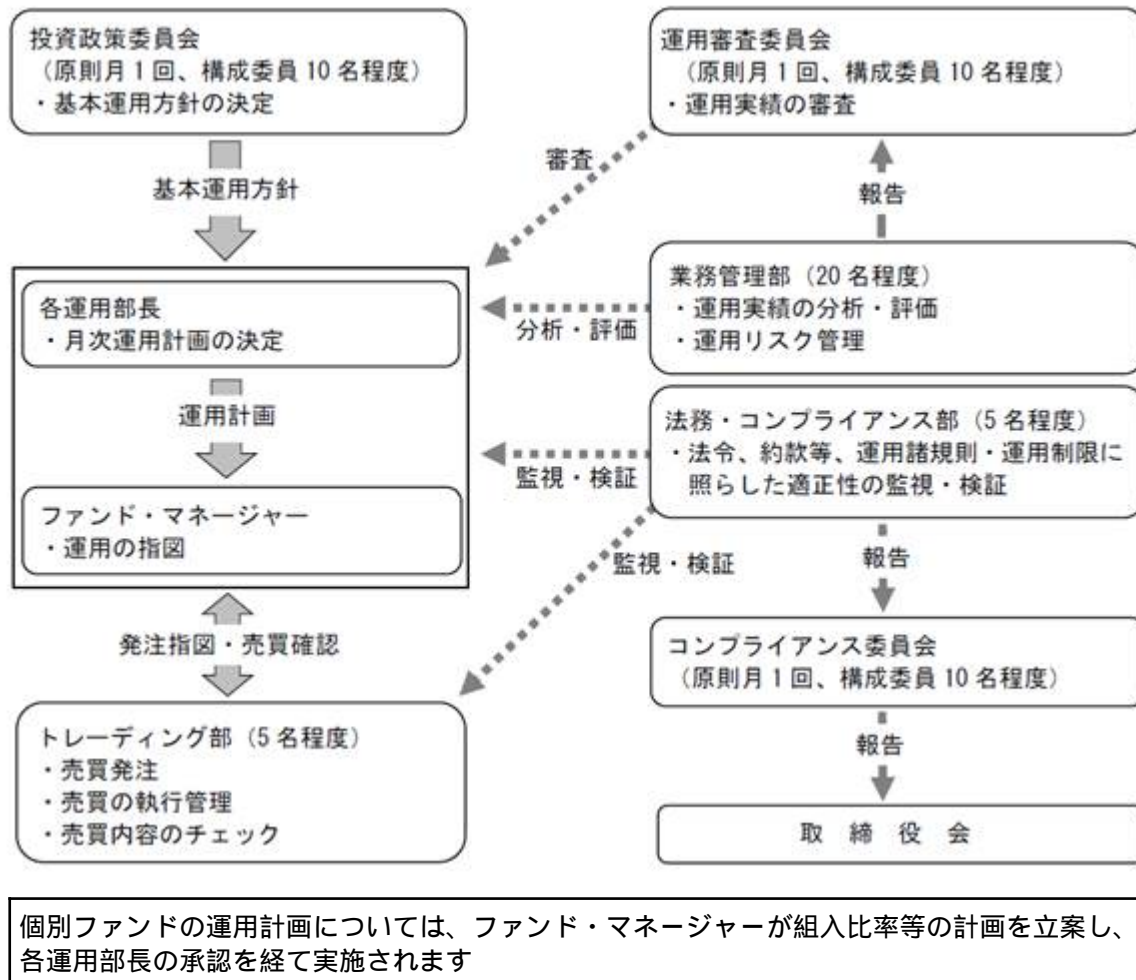 投資政策委員会
（原則月1回、構成委員10名程度）
・基本運用方針の決定
基本運用方針
各運用部長
・月次運用計画の決定
運用計画
ファンド・マネージャー
・運用の指図
発注指図・売買確認
トレーディング部（5名程度）
・売買発注
・売買の執行管理
・売買内容のチェック
運用審査委員会
（原則月1回、構成委員10名程度）
・運用実績の審査
審査
報告
業務管理部（20名程度）
・運用実績の分析・評価
・運用リスク管理
分析・評価
法務・コンプライアンス部（5名程度）
・法令、約款等、運用諸規則・運用制限に
照らした適正性の監視・検証
監視・検証
監視・検証
報告
コンプライアンス委員会
（原則月1回、構成委員10名程度）
報告
取 締 役 会
個別ファンドの運用計画については、ファンド・マネージャーが組入比率等の計画を立案し、
各運用部長の承認を経て実施されます